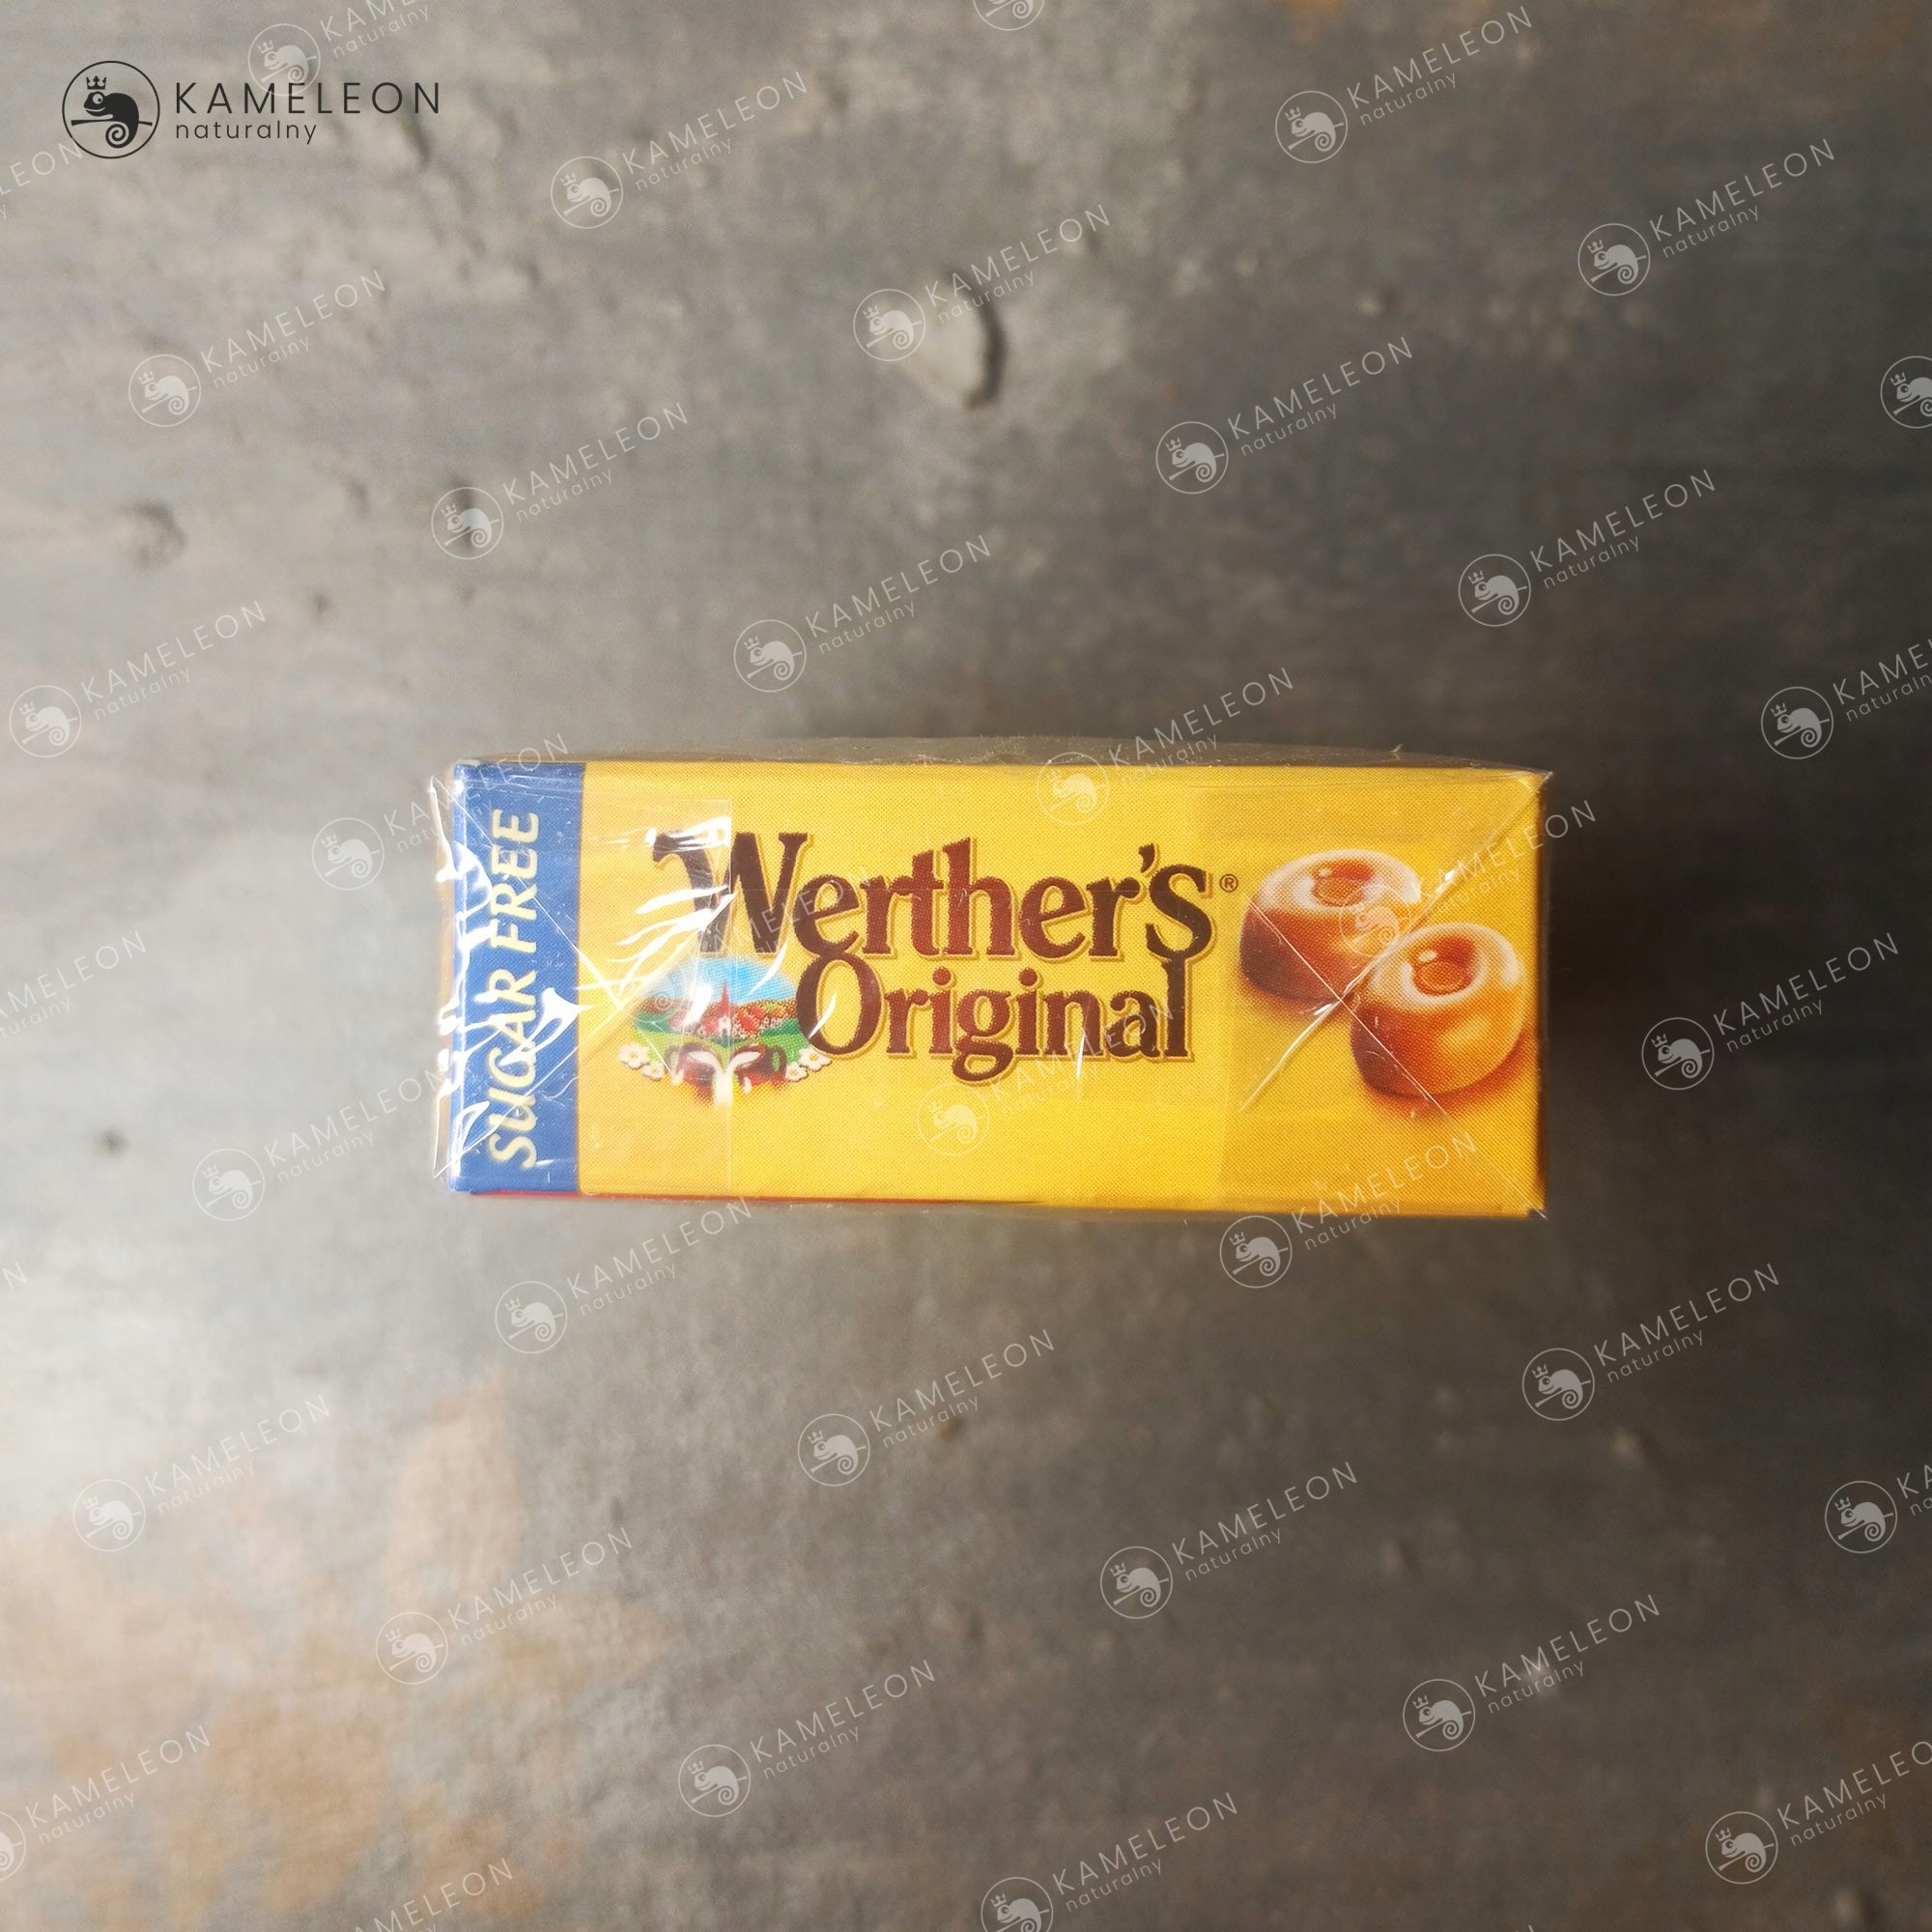 KAMELEON
naturalny
SUGAR FREE
Werther's®
Original